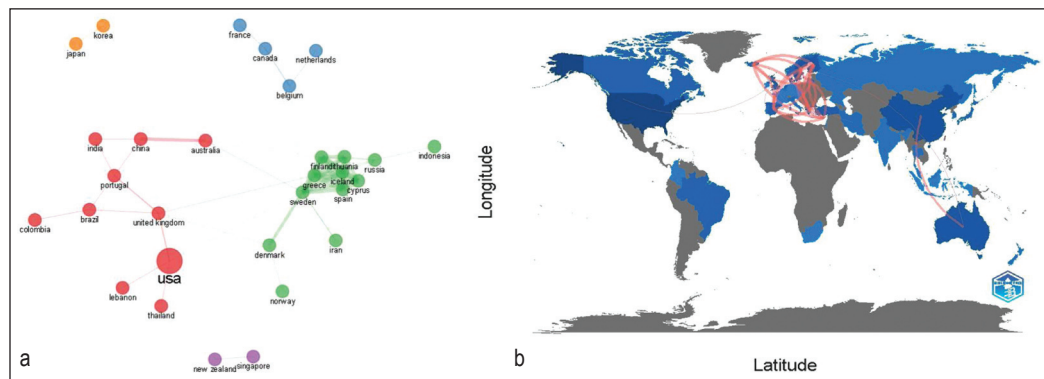 korea
japan
france
canada
netherlands
belgium
india
china
australia
portugal
brazil
colombia
united kingdom
usa
lebanon
thailand
finland
lithuania
russia
indonesia
greece
iceland
cyprus
spain
sweden
denmark
iran
norway
new zealand
singapore
a
Longitude
Latitude
b